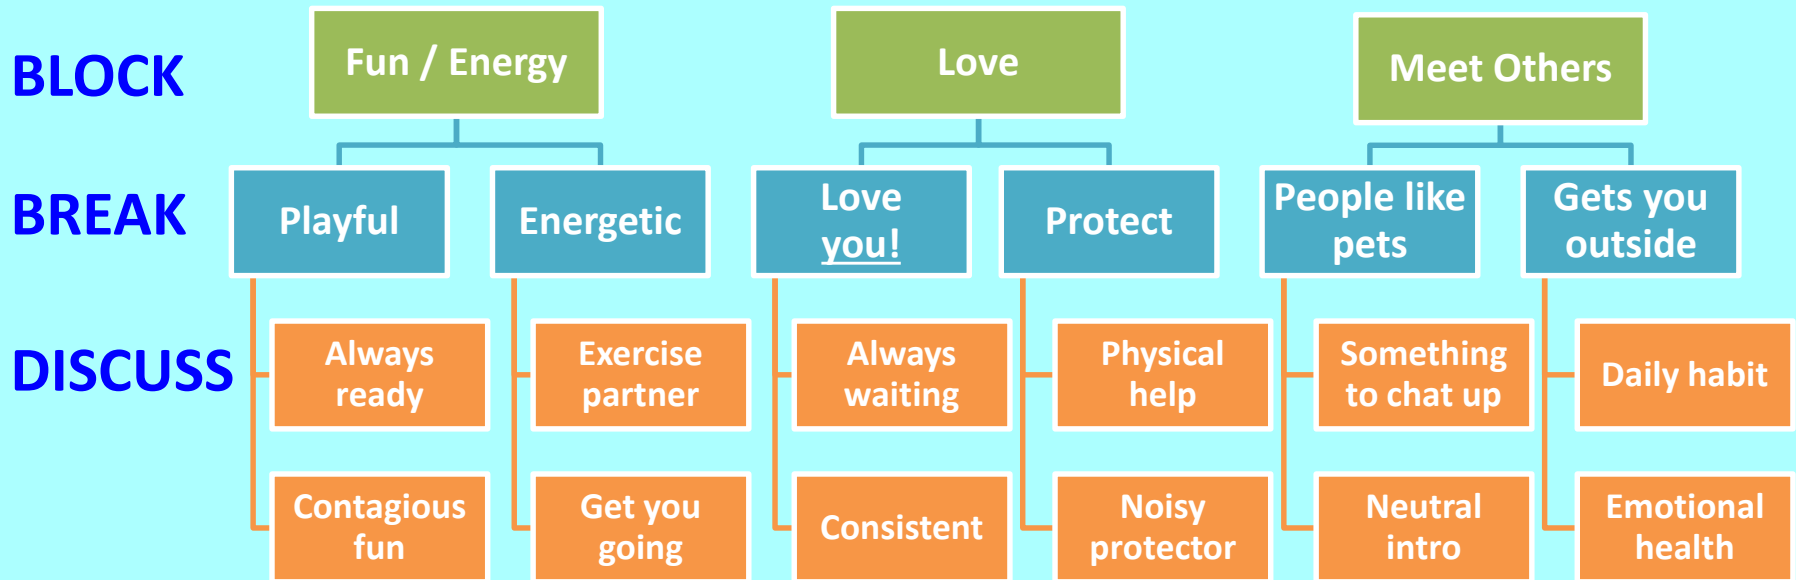 BLOCK
Fun / Energy
Love
Meet Others
BREAK
Playful
Energetic
Love
you!
Protect
People like
pets
Gets you
outside
DISCUSS
Always
ready
Exercise
partner
Always
waiting
Physical
help
Something
to chat up
Daily habit
Contagious
fun
Get you
going
Consistent
Noisy
protector
Neutral
intro
Emotional
health